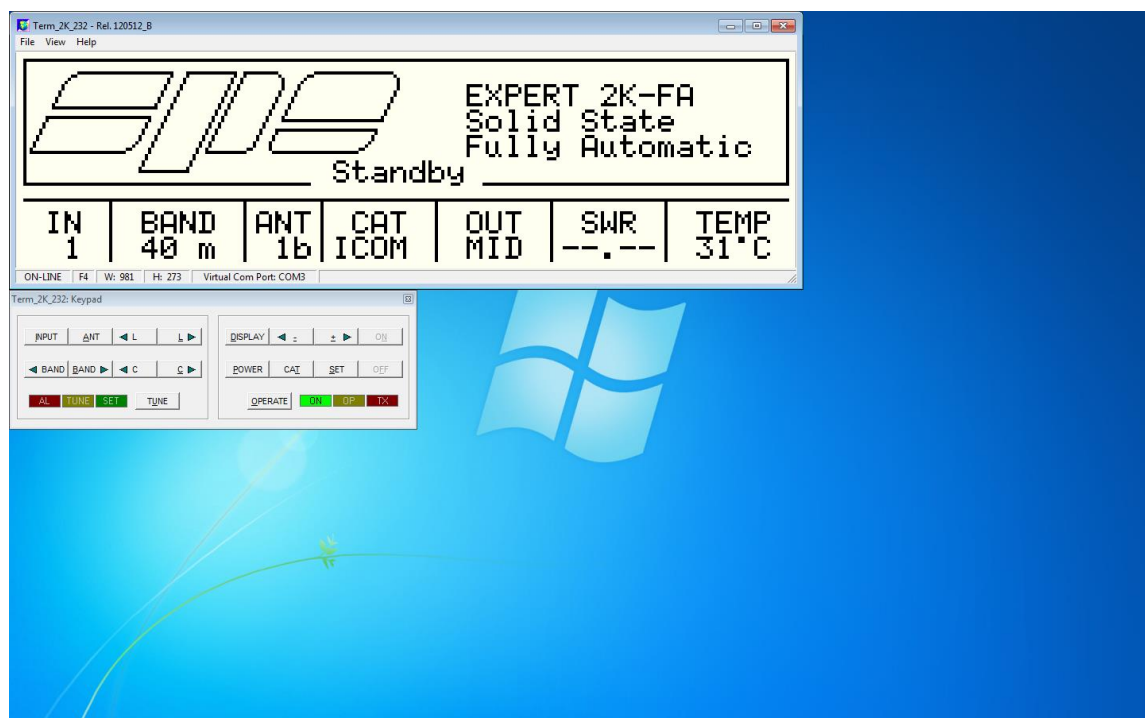 Term_2K_232 - Rel. 120512_B
File View Help
spe
EXPERT 2K-FA
Solid State
Fully Automatic
Standby
IN BAND ANT CAT OUT SWR TEMP
1 40 m 1b ICOM MID --.-- 31°C
ON-LINE F4 W: 981 H: 273 Virtual Com Port: COM3
Term_2K_232: Keypad
INPUT ANT ◄ L L ► DISPLAY ◄ - + ► ON
◄ BAND BAND ► ◄ C C ► POWER CAT SET OFF
AL TUNE SET TUNE OPERATE ON OP TX